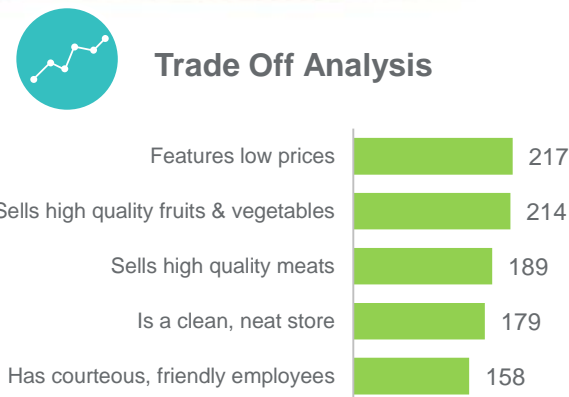 Trade Off Analysis
Features low prices 217
Sells high quality fruits & vegetables 214
Sells high quality meats 189
Is a clean, neat store 179
Has courteous, friendly employees 158